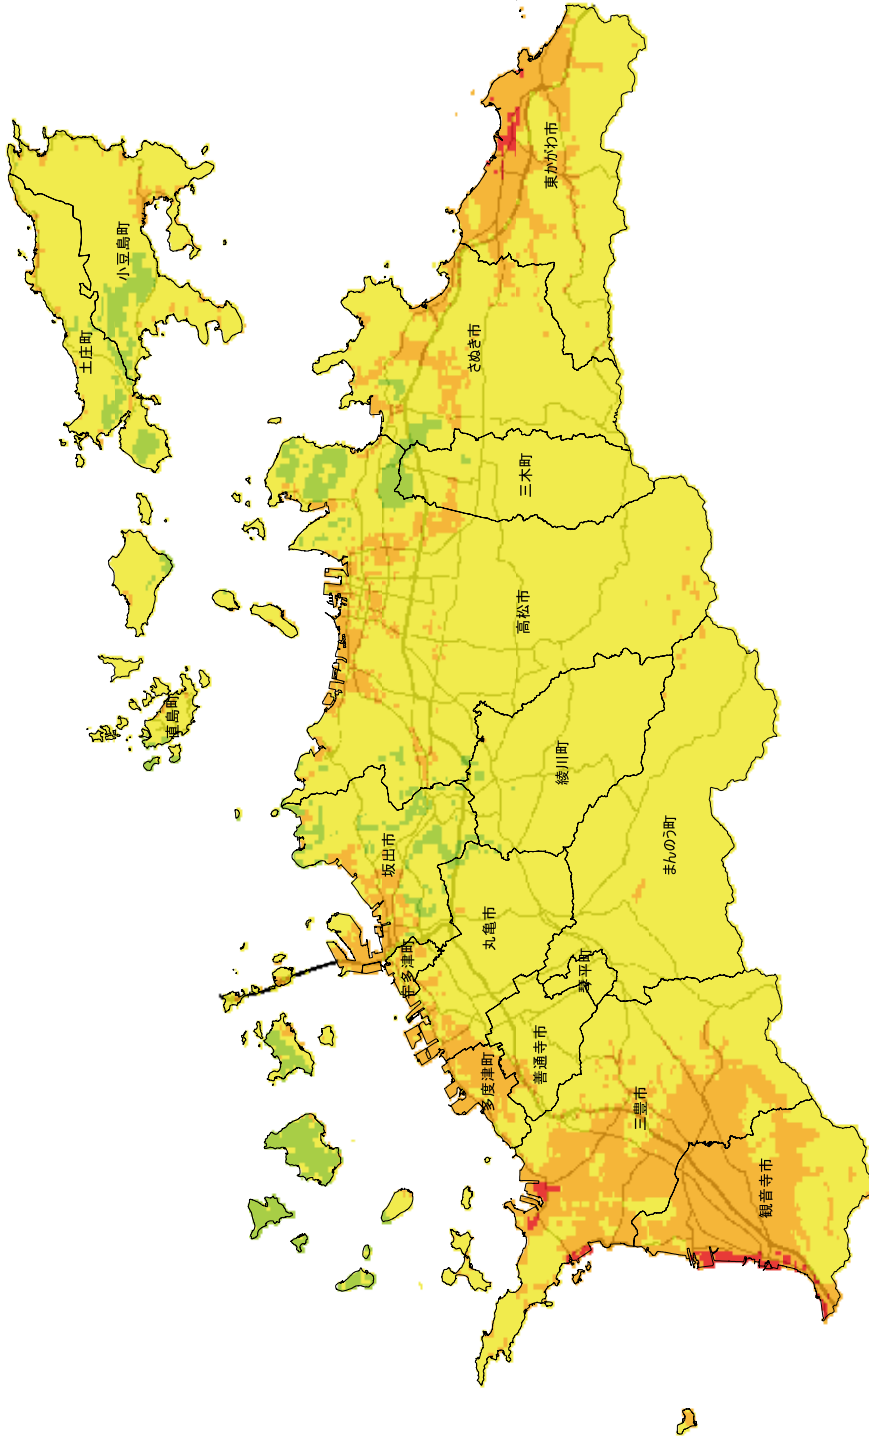 小豆島町
土庄町
直島町
東かがわ市
さぬき市
三木町
高松市
綾川町
坂出市
まんのう町
丸亀市
宇多津町
琴平町
善通寺市
多度津町
三豊市
観音寺市